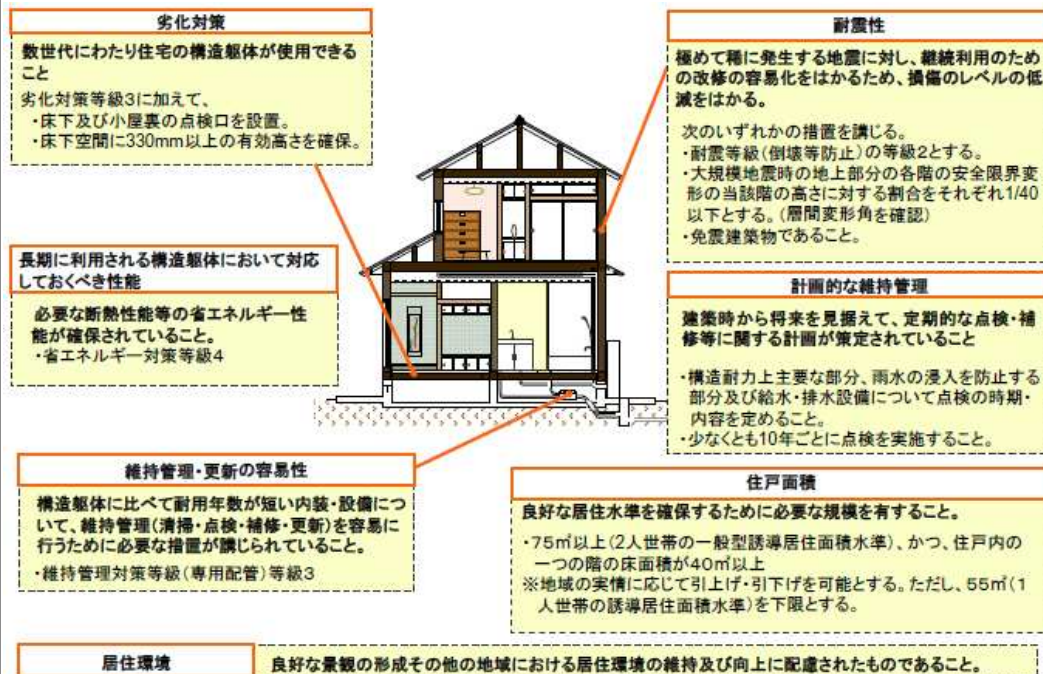 劣化対策
数世代にわたり住宅の構造躯体が使用できる
こと
劣化対策等級3に加えて、
・床下及び小屋裏の点検口を設置。
・床下空間に330mm以上の有効高さを確保。
耐震性
極めて稀に発生する地震に対し、継続利用のため
の改修の容易化をはかるため、損傷のレベルの低
減をはかる。
次のいずれかの措置を講じる。
・耐震等級(倒壊等防止)の等級2とする。
・大規模地震時の地上部分の各階の安全限界変
形の当該階の高さに対する割合をそれぞれ1/40
以下とする。(層間変形角を確認)
・免震建築物であること。
長期に利用される構造躯体において対応
しておくべき性能
必要な断熱性能等の省エネルギー性
能が確保されていること。
・省エネルギー対策等級4
計画的な維持管理
建築時から将来を見据えて、定期的な点検・補
修等に関する計画が策定されていること
・構造耐力上主要な部分、雨水の浸入を防止する
部分及び給水・排水設備について点検の時期・
内容を定めること。
・少なくとも10年ごとに点検を実施すること。
維持管理・更新の容易性
構造躯体に比べて耐用年数が短い内装・設備につ
いて、維持管理(清掃・点検・補修・更新)を容易に
行うために必要な措置が講じられていること。
・維持管理対策等級(専用配管)等級3
住戸面積
良好な居住水準を確保するために必要な規模を有すること。
・75㎡以上(2人世帯の一般型誘導居住面積水準)、かつ、住戸内の
一つの階の床面積が40㎡以上
※地域の実情に応じて引上げ・引下げを可能とする。ただし、55㎡(1
人世帯の誘導居住面積水準)を下限とする。
居住環境
良好な景観の形成その他の地域における居住環境の維持及び向上に配慮されたものであること。